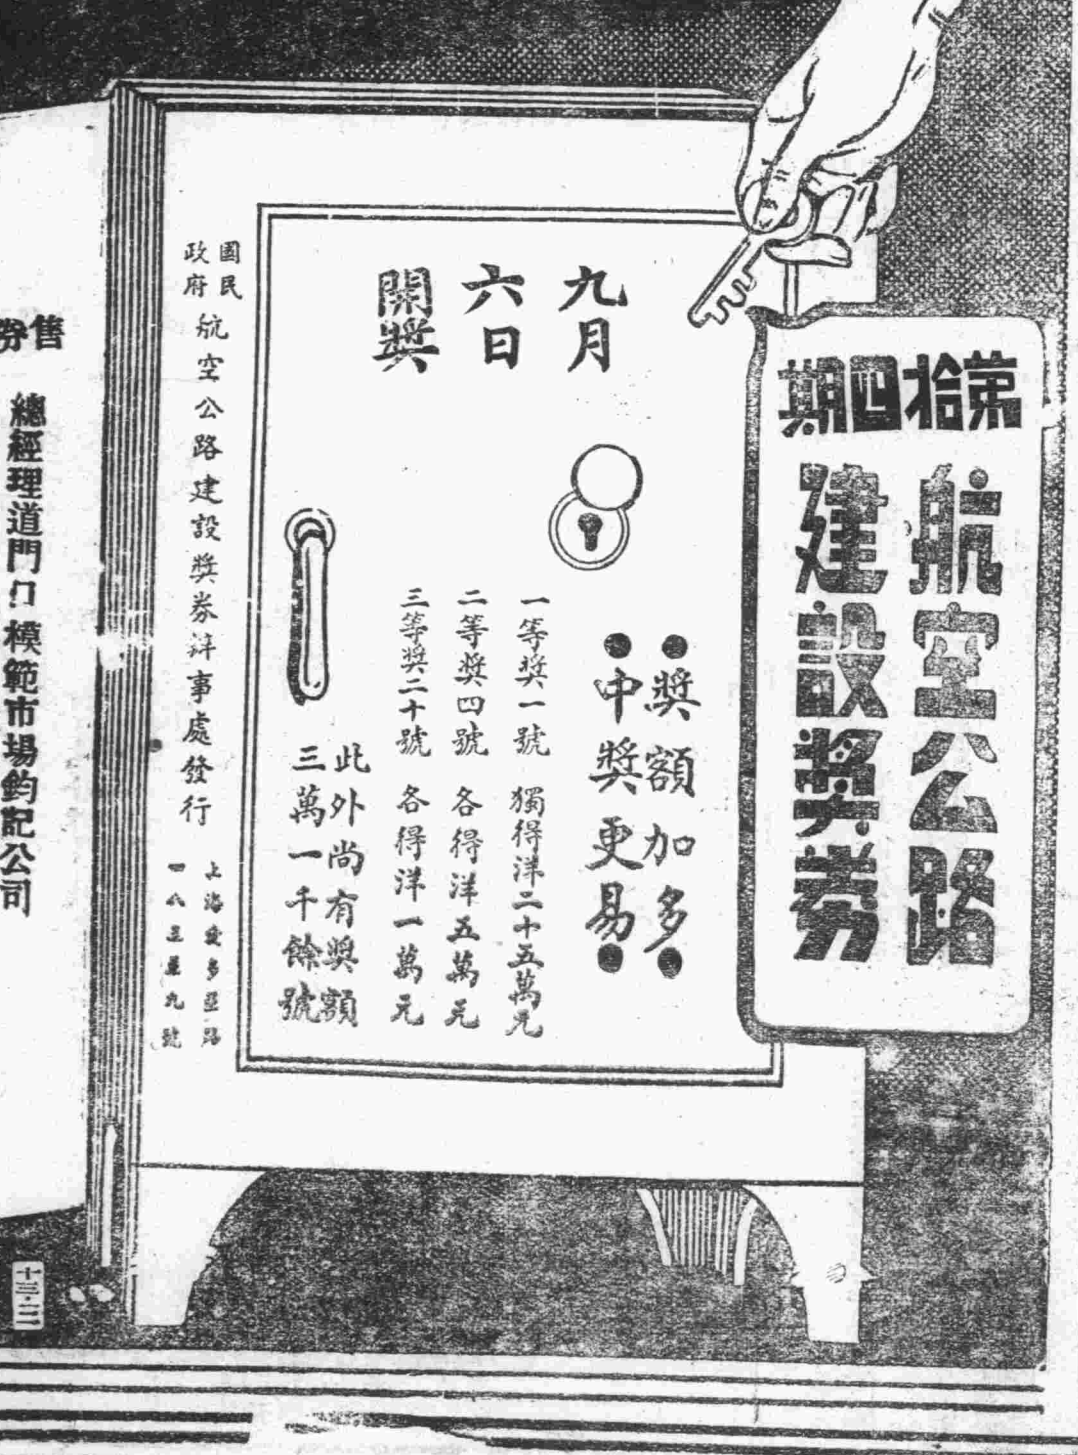 第拾四期
航空公路
建設獎券
九月
六日
開獎
獎額加多
中獎更易
一等獎一號 獨得洋二十五萬元
二等獎四號 各得洋五萬元
三等獎二十號 各得洋一萬元
此外尚有獎額
三萬一千餘號
國民政府航空公路建設獎券辦事處發行
上海愛多亞路
九號
售券
總經理道門口模範市場鈞記公司